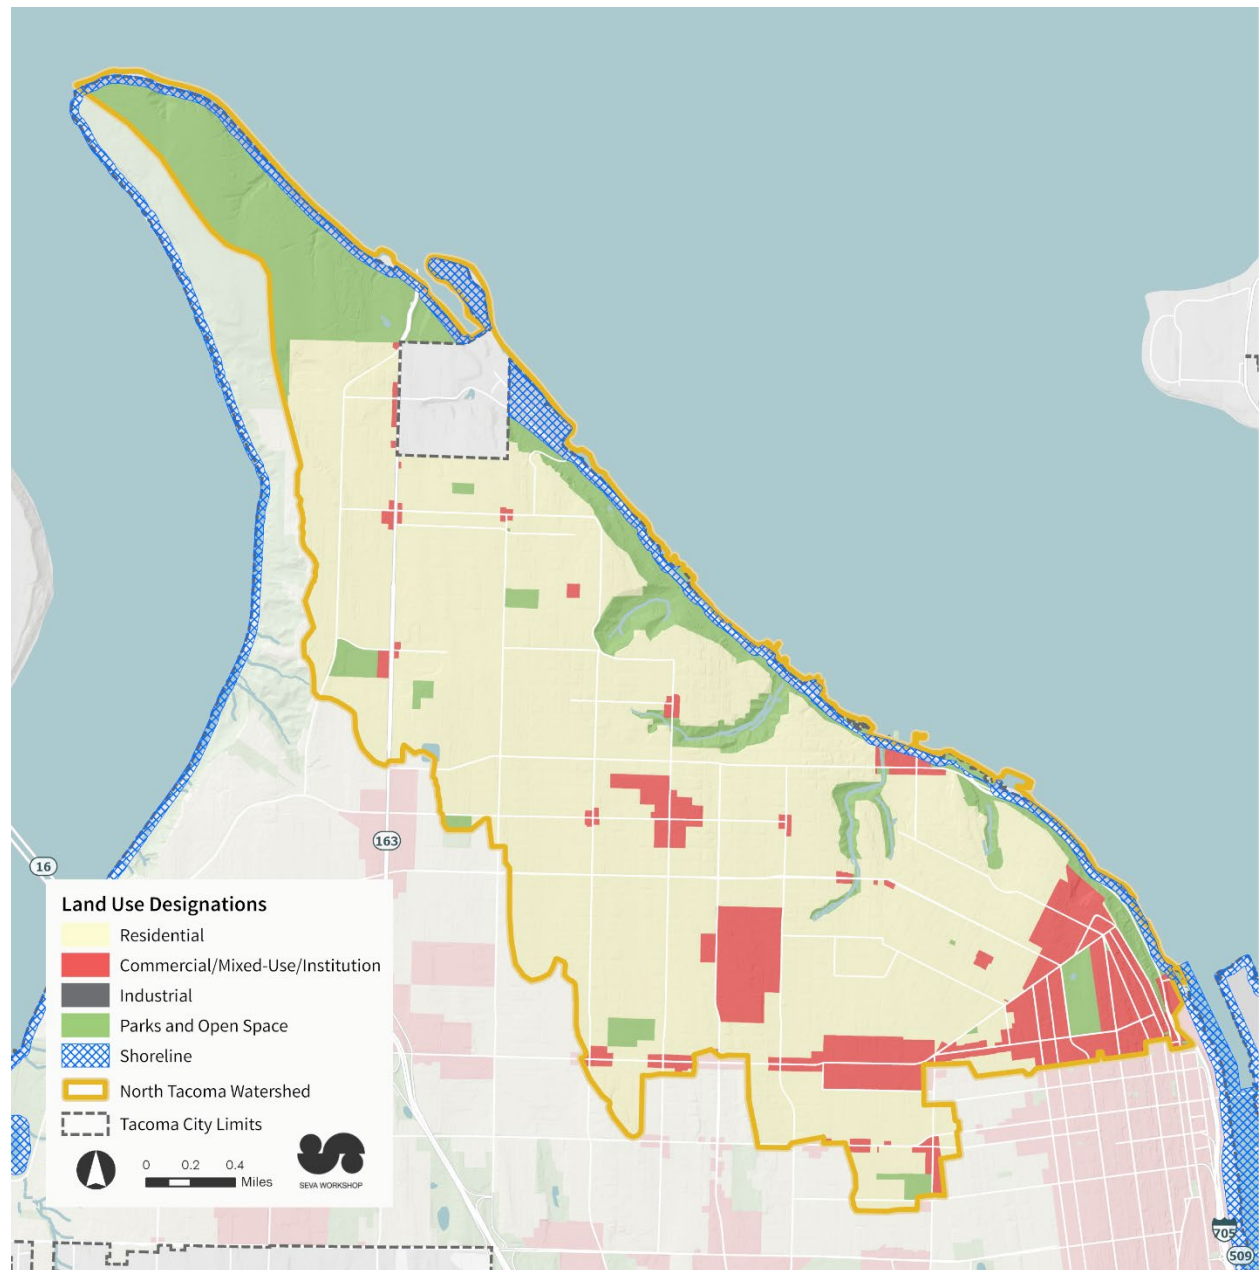 16
163
Land Use Designations
Residential
Commercial/Mixed-Use/Institution
Industrial
Parks and Open Space
Shoreline
North Tacoma Watershed
Tacoma City Limits
0 0.2 0.4
Miles
SEVA WORKSHOP
705
509